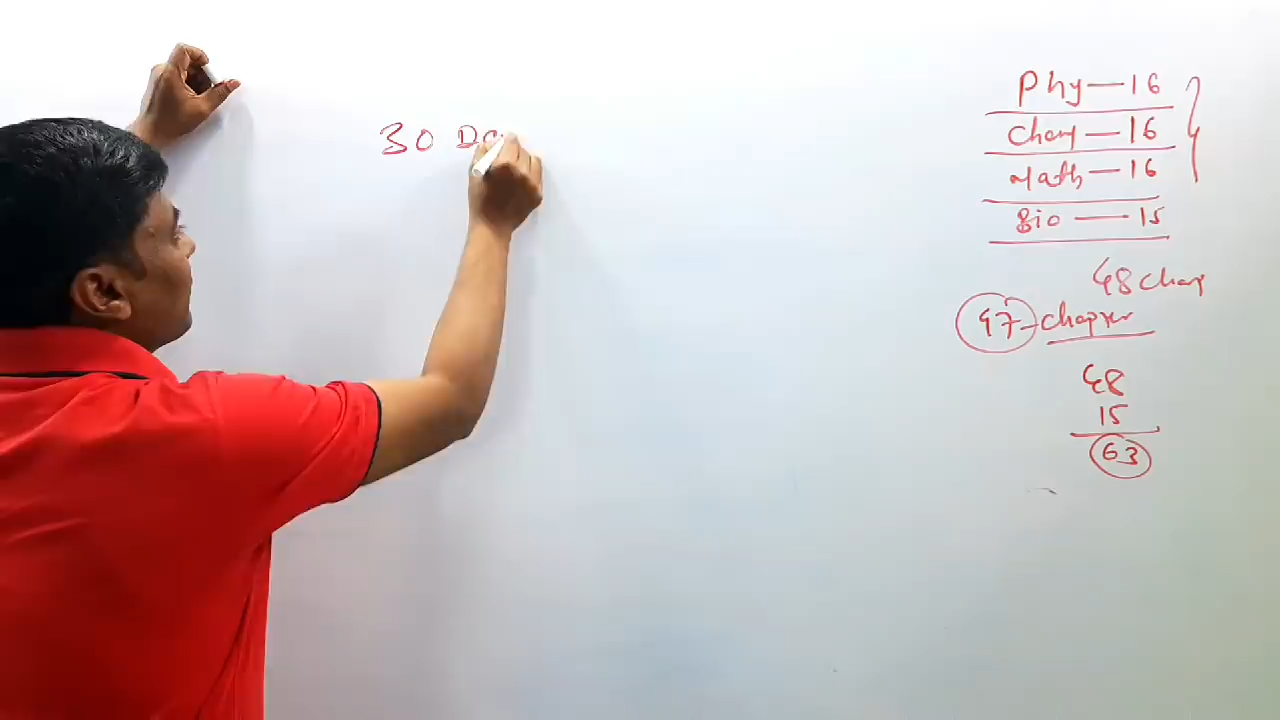 30 Da
Phy — 16
Chem — 16
Math — 16
Bio — 15
48 Chap
47 - Chapter
48
15
63